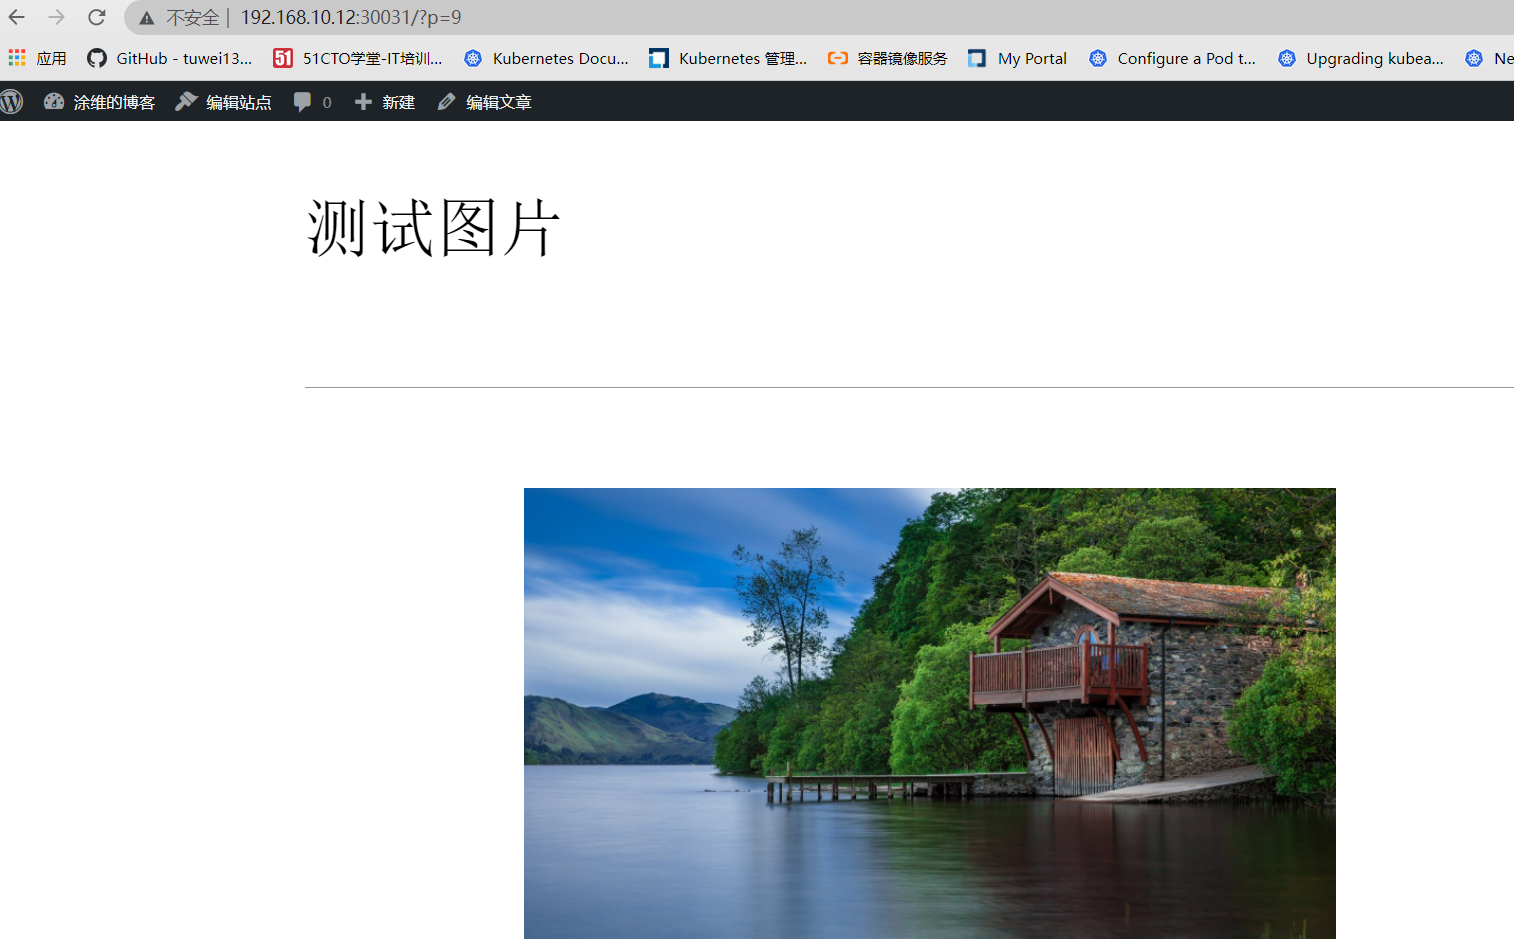 不安全 | 192.168.10.12:30031/?p=9
应用 GitHub - tuwei13... 51 51CTO学堂-IT培训... Kubernetes Docu... Kubernetes 管理... 容器镜像服务 My Portal Configure a Pod t... Upgrading kubea... Ne
涂维的博客 编辑站点 0 新建 编辑文章
测试图片